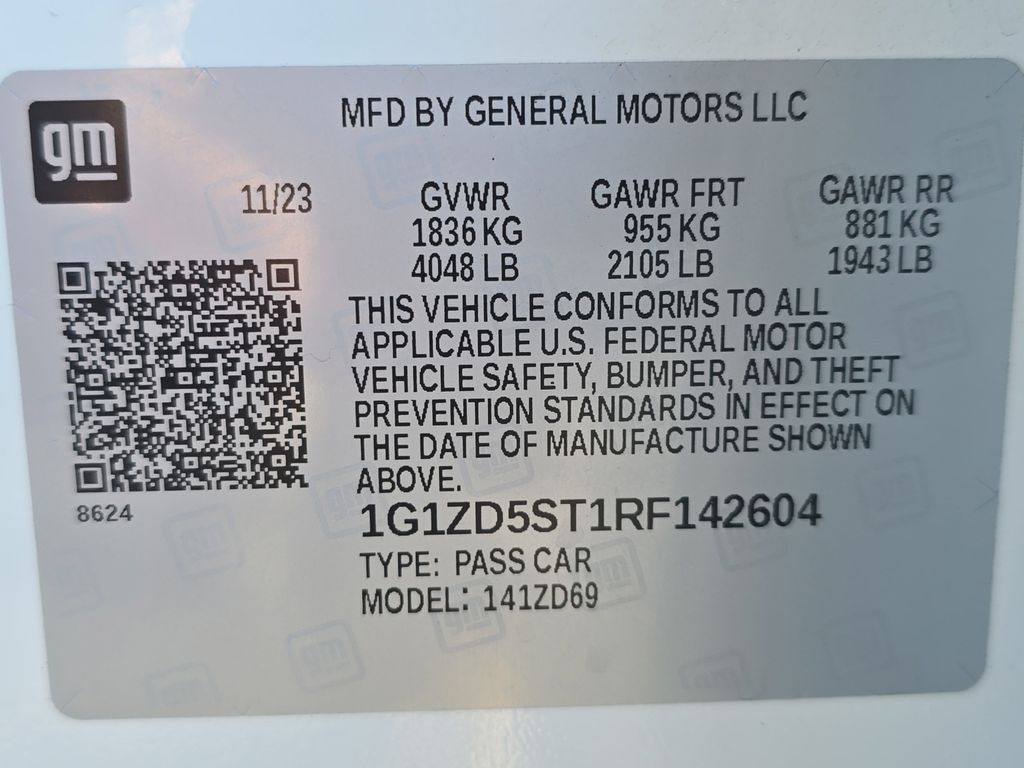 gm
MFD BY GENERAL MOTORS LLC
11/23
GVWR GAWR FRT GAWR RR
1836 KG 955 KG 881 KG
4048 LB 2105 LB 1943 LB
THIS VEHICLE CONFORMS TO ALL
APPLICABLE U.S. FEDERAL MOTOR
VEHICLE SAFETY, BUMPER, AND THEFT
PREVENTION STANDARDS IN EFFECT ON
THE DATE OF MANUFACTURE SHOWN
ABOVE.
8624
1G1ZD5ST1RF142604
TYPE: PASS CAR
MODEL: 141ZD69